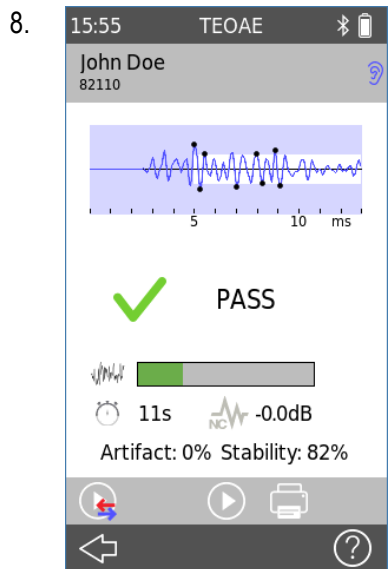 8.
15:55 TEOAE
John Doe
82110
5 10 ms
PASS
11s NC -0.0dB
Artifact: 0% Stability: 82%
?